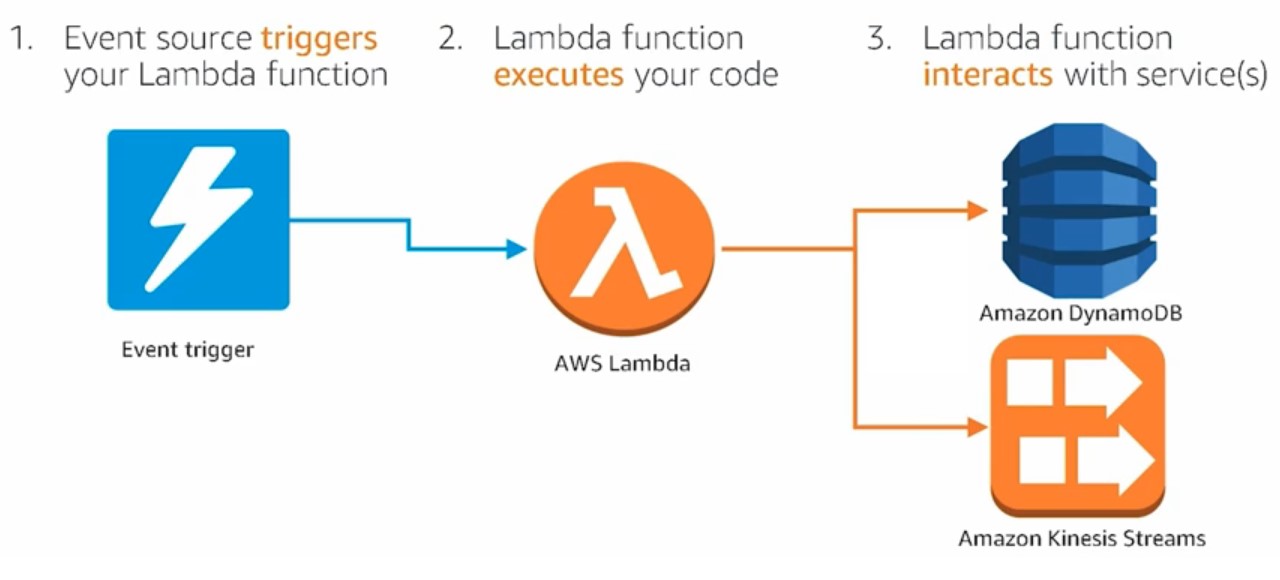 1. Event source triggers
your Lambda function
2. Lambda function
executes your code
3. Lambda function
interacts with service(s)
Event trigger
AWS Lambda
Amazon DynamoDB
Amazon Kinesis Streams